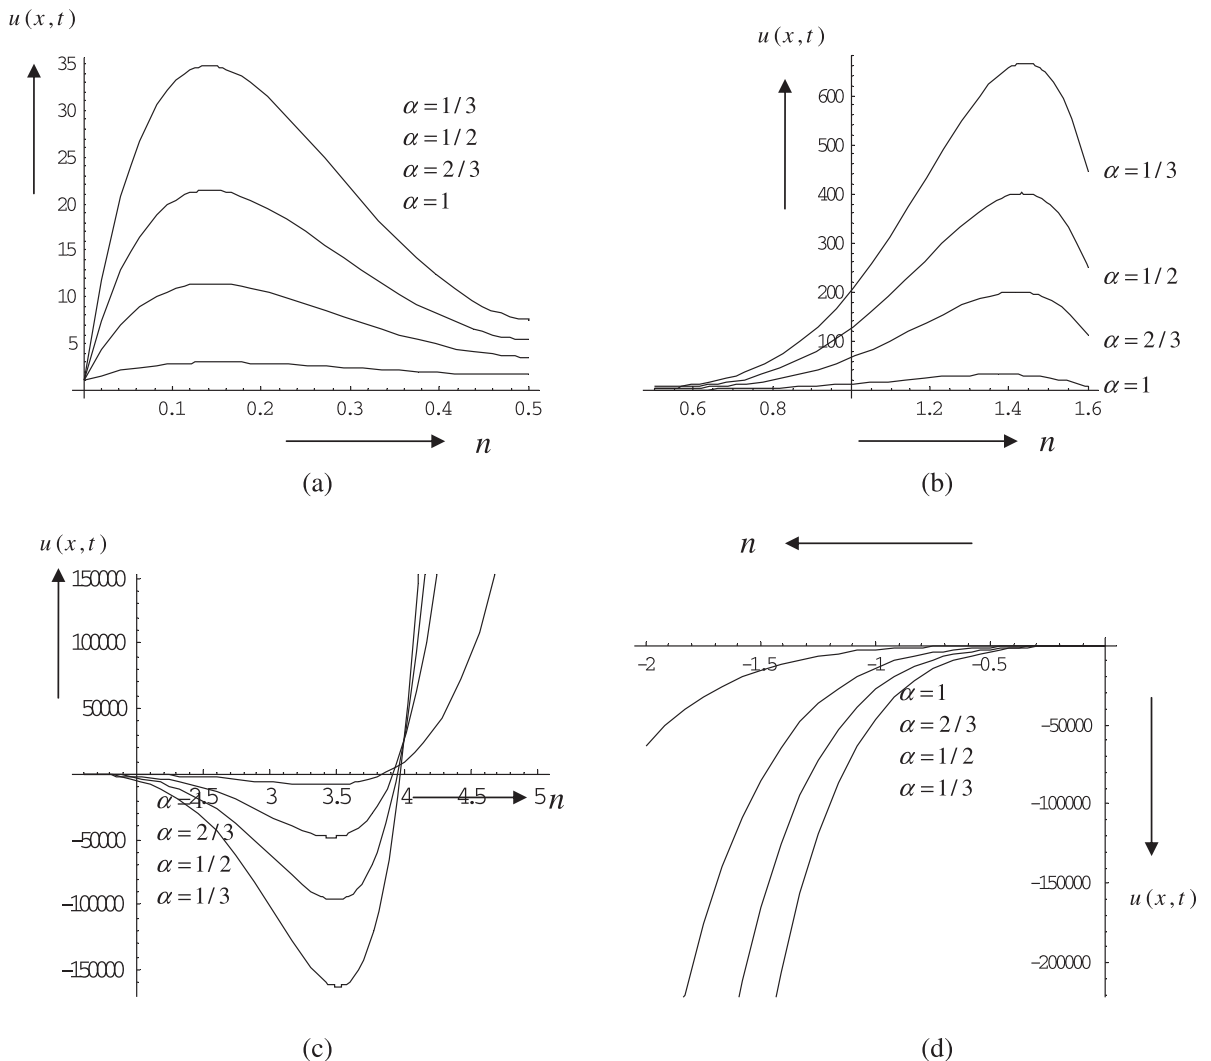 u(x,t)
35
30
25
20
15
10
5
α=1/3
α=1/2
α=2/3
α=1
0.1 0.2 0.3 0.4 0.5
n
(a)
u(x,t)
600
500
400
300
200
100
α=1/3
α=1/2
α=2/3
α=1
0.6 0.8 1.2 1.4 1.6
n
(b)
u(x,t)
150000
100000
50000
2.5 3 3.5 4 4.5 5 n
α=1
α=2/3
α=1/2
α=1/3
-50000
-100000
-150000
(c)
n
-2 -1.5 -1 -0.5
α=1
α=2/3
α=1/2
α=1/3
-50000
-100000
-150000
-200000
u(x,t)
(d)